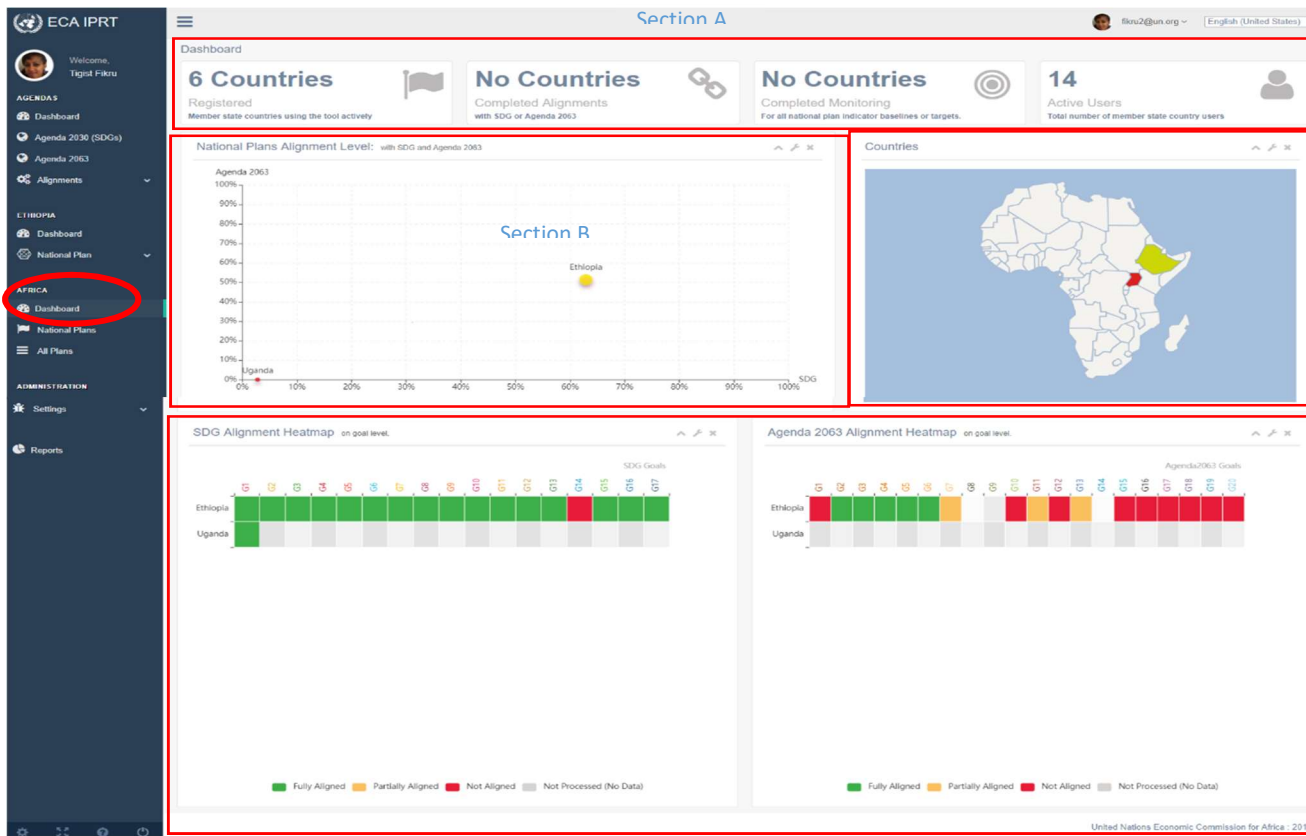 ECA IPRT
Welcome,
Tigist Fikru
AGENDAS
Dashboard
Agenda 2030 (SDGs)
Agenda 2063
Alignments
ETHIOPIA
Dashboard
National Plan
AFRICA
Dashboard
National Plans
All Plans
ADMINISTRATION
Settings
Reports
Section A
fikru2@un.org
English (United States)
Dashboard
6 Countries
Registered
Member state countries using the tool actively
No Countries
Completed Alignments
with SDG or Agenda 2063
No Countries
Completed Monitoring
For all national plan indicator baselines or targets.
14
Active Users
Total number of member state country users
National Plans Alignment Level: with SDG and Agenda 2063
Agenda 2063
100%
90%
80%
70%
60%
50%
40%
30%
20%
10%
0%
Section B
Ethiopia
Uganda
0% 10% 20% 30% 40% 50% 60% 70% 80% 90% 100%
SDG
Countries
SDG Alignment Heatmap on goal level.
SDG Goals
G1 G2 G3 G4 G5 G6 G7 G8 G9 G10 G11 G12 G13 G14 G15 G16 G17
Ethiopia
Uganda
Fully Aligned Partially Aligned Not Aligned Not Processed (No Data)
Agenda 2063 Alignment Heatmap on goal level.
Agenda2063 Goals
G1 G2 G3 G4 G5 G6 G7 G8 G9 G10 G11 G12 G13 G14 G15 G16 G17 G18 G19 G20
Ethiopia
Uganda
Fully Aligned Partially Aligned Not Aligned Not Processed (No Data)
United Nations Economic Commission for Africa : 201